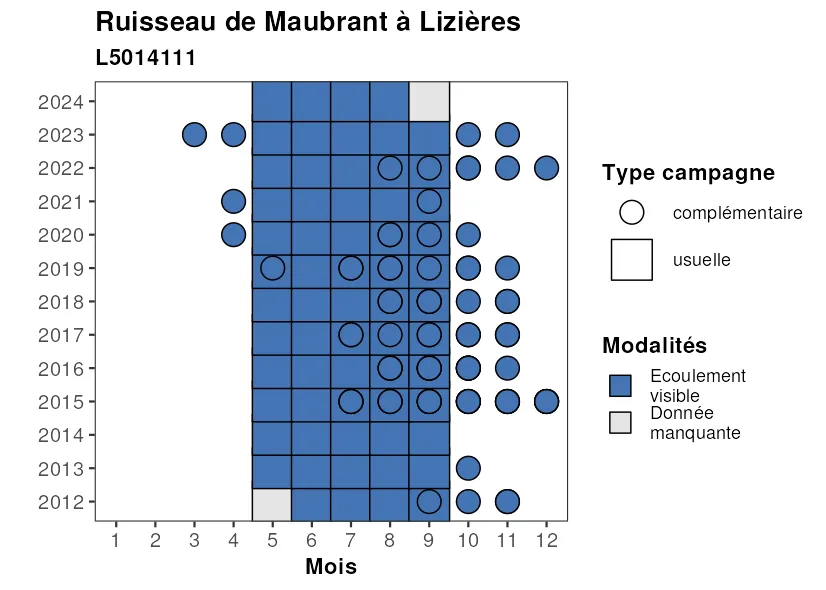 Ruisseau de Maubrant à Lizières
L5014111
2024
2023
2022
2021
2020
2019
2018
2017
2016
2015
2014
2013
2012
1 2 3 4 5 6 7 8 9 10 11 12
Mois
Type campagne
complémentaire
usuelle
Modalités
Ecoulement
visible
Donnée
manquante